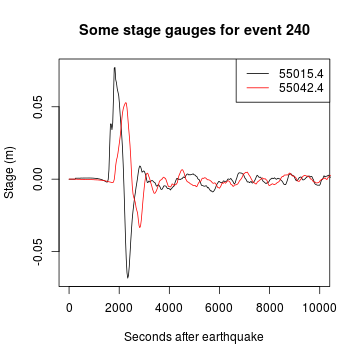 Some stage gauges for event 240
55015.4
55042.4
Stage (m)
0.05
0.00
-0.05
0 2000 4000 6000 8000 10000
Seconds after earthquake